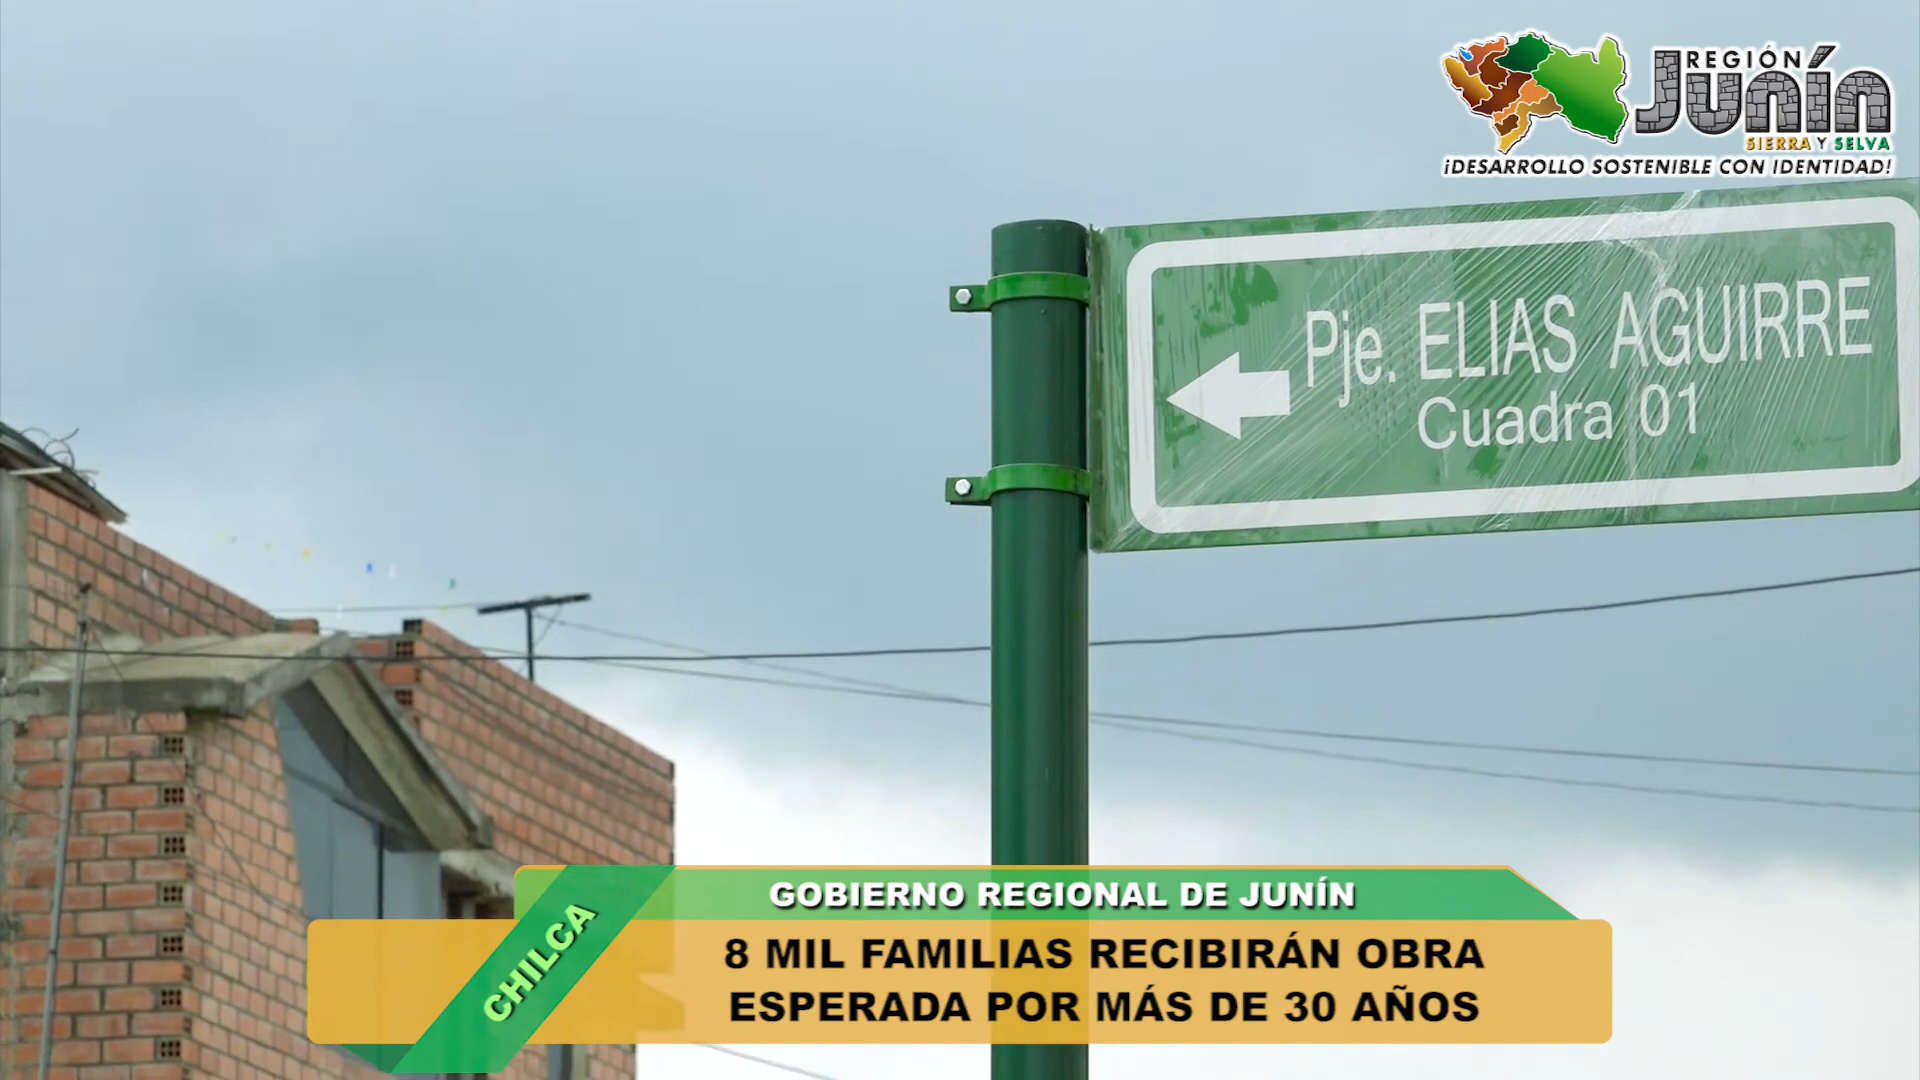 REGIÓN
Junín
SIERRA Y SELVA
¡DESARROLLO SOSTENIBLE CON IDENTIDAD!
Pje. ELIAS AGUIRRE
Cuadra 01
GOBIERNO REGIONAL DE JUNÍN
CHILCA
8 MIL FAMILIAS RECIBIRÁN OBRA
ESPERADA POR MÁS DE 30 AÑOS